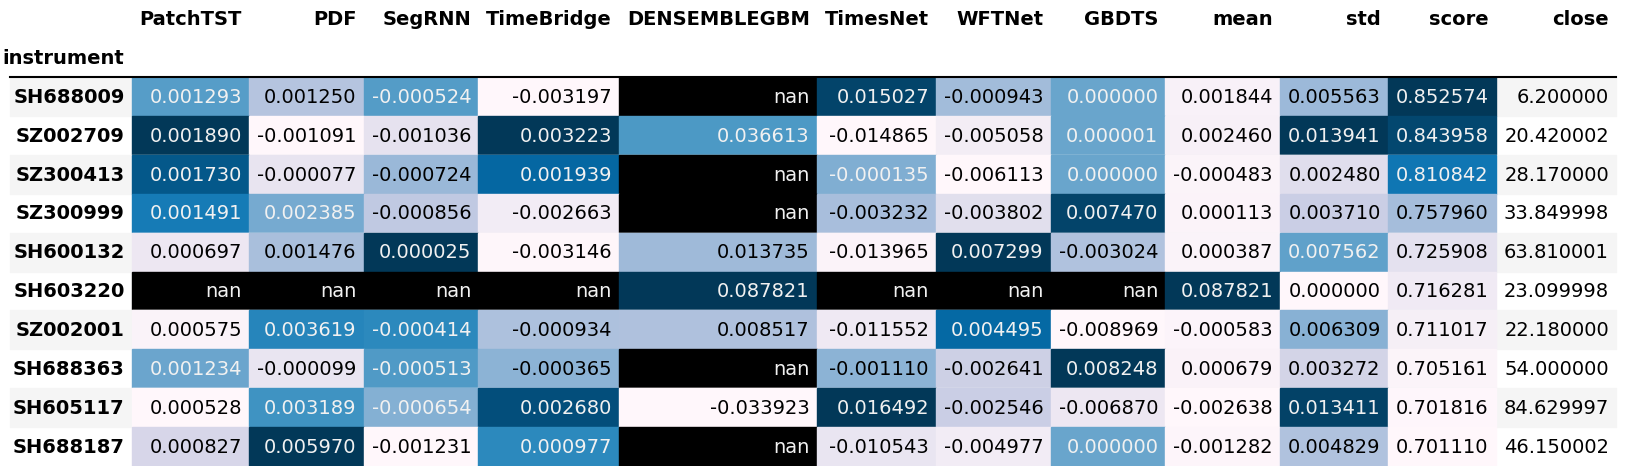 PatchTST PDF SegRNN TimeBridge DENSEMBLEGBM TimesNet WFTNet GBDTS mean std score close
instrument
SH688009 0.001293 0.001250 -0.000524 -0.003197 nan 0.015027 -0.000943 0.000000 0.001844 0.005563 0.852574 6.200000
SZ002709 0.001890 -0.001091 -0.001036 0.003223 0.036613 -0.014865 -0.005058 0.000001 0.002460 0.013941 0.843958 20.420002
SZ300413 0.001730 -0.000077 -0.000724 0.001939 nan -0.000135 -0.006113 0.000000 -0.000483 0.002480 0.810842 28.170000
SZ300999 0.001491 0.002385 -0.000856 -0.002663 nan -0.003232 -0.003802 0.007470 0.000113 0.003710 0.757960 33.849998
SH600132 0.000697 0.001476 0.000025 -0.003146 0.013735 -0.013965 0.007299 -0.003024 0.000387 0.007562 0.725908 63.810001
SH603220 nan nan nan nan 0.087821 nan nan nan 0.087821 0.000000 0.716281 23.099998
SZ002001 0.000575 0.003619 -0.000414 -0.000934 0.008517 -0.011552 0.004495 -0.008969 -0.000583 0.006309 0.711017 22.180000
SH688363 0.001234 -0.000099 -0.000513 -0.000365 nan -0.001110 -0.002641 0.008248 0.000679 0.003272 0.705161 54.000000
SH605117 0.000528 0.003189 -0.000654 0.002680 -0.033923 0.016492 -0.002546 -0.006870 -0.002638 0.013411 0.701816 84.629997
SH688187 0.000827 0.005970 -0.001231 0.000977 nan -0.010543 -0.004977 0.000000 -0.001282 0.004829 0.701110 46.150002